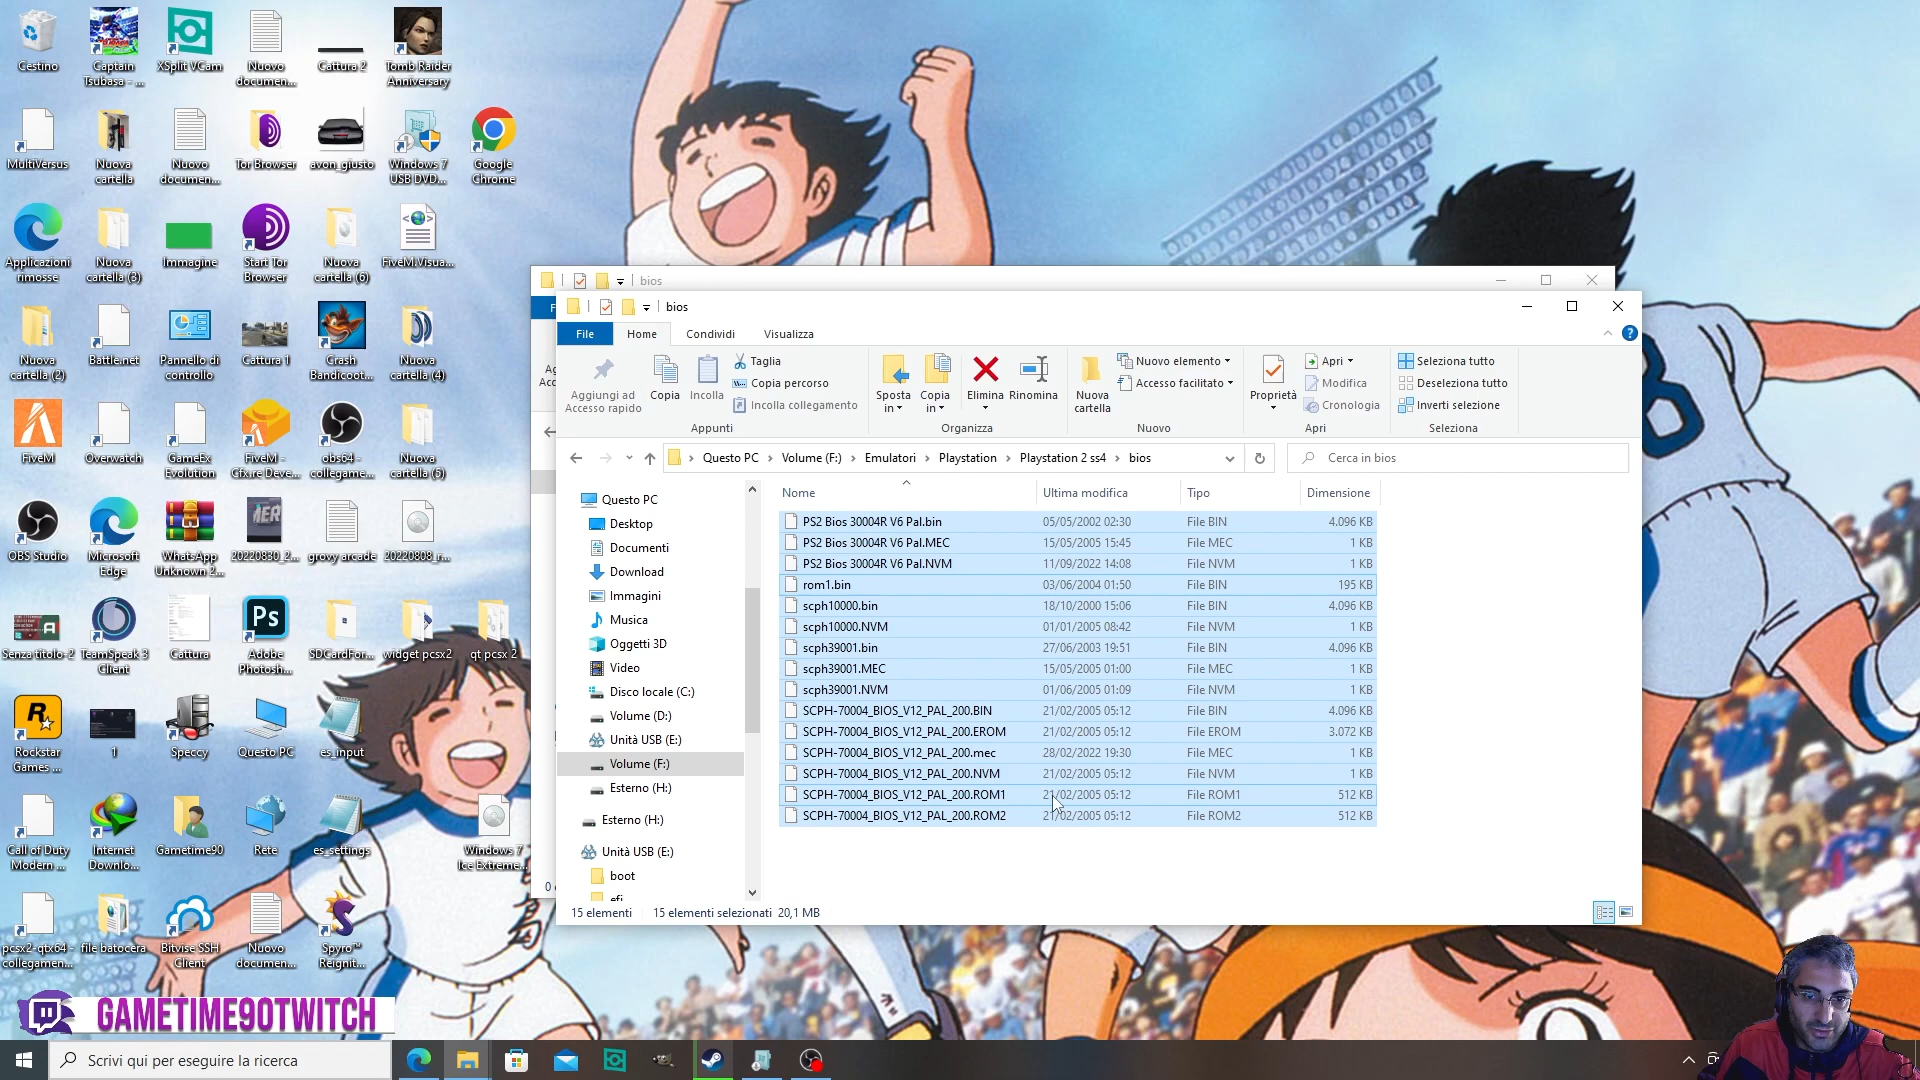 Cestino
Captain
Tsubasa - ...
XSplit VCam
Nuovo
documen...
Cattura 2
Tomb Raider
Anniversary
MultiVersus
Nuova
cartella
Nuovo
documen...
Tor Browser
avon_giusto
Windows 7
USB DVD...
Google
Chrome
Applicazioni
rimosse
Nuova
cartella (3)
Immagine
Start Tor
Browser
Nuova
cartella (6)
FiveM.Visua...
Nuova
cartella (2)
Battle.net
Pannello di
controllo
Cattura 1
Crash
Bandicoot...
Nuova
cartella (4)
FiveM
Overwatch
GameEx
Evolution
FiveM -
Cfx.re Deve...
obs64 -
collegame...
Nuova
cartella (5)
OBS Studio
Microsoft
Edge
WhatsApp
Unknown 2...
20220830_2...
grovy arcade
20220808_r...
Senza titolo-2
TeamSpeak 3
Client
Cattura
Adobe
Photosh...
SDCardFor...
widget pcsx2
qt pcsx 2
Rockstar
Games ...
1
Speccy
Questo PC
es_input
Call of Duty
Modern ...
Internet
Downlo...
Gametime90
Rete
es_settings
Windows 7
Ice Extreme...
pcsx2-qtx64 -
collegamen...
file batocera
Bitvise SSH
Client
Nuovo
documen...
Spyro™
Reignit...
GAMETIME90TWITCH
bios
bios
File
Home
Condividi
Visualizza
Aggiungi ad
Accesso rapido
Copia
Incolla
Taglia
Copia percorso
Incolla collegamento
Appunti
Sposta
in
Copia
in
Elimina
Rinomina
Organizza
Nuova
cartella
Nuovo elemento
Accesso facilitato
Nuovo
Proprietà
Apri
Modifica
Cronologia
Apri
Seleziona tutto
Deseleziona tutto
Inverti selezione
Seleziona
Questo PC › Volume (F:) › Emulatori › Playstation › Playstation 2 ss4 › bios
Cerca in bios
Questo PC
Desktop
Documenti
Download
Immagini
Musica
Oggetti 3D
Video
Disco locale (C:)
Volume (D:)
Unità USB (E:)
Volume (F:)
Esterno (H:)
Esterno (H:)
Unità USB (E:)
boot
efi
Nome Ultima modifica Tipo Dimensione
PS2 Bios 30004R V6 Pal.bin 05/05/2002 02:30 File BIN 4.096 KB
PS2 Bios 30004R V6 Pal.MEC 15/05/2005 15:45 File MEC 1 KB
PS2 Bios 30004R V6 Pal.NVM 11/09/2022 14:08 File NVM 1 KB
rom1.bin 03/06/2004 01:50 File BIN 195 KB
scph10000.bin 18/10/2000 15:06 File BIN 4.096 KB
scph10000.NVM 01/01/2005 08:42 File NVM 1 KB
scph39001.bin 27/06/2003 19:51 File BIN 4.096 KB
scph39001.MEC 15/05/2005 01:00 File MEC 1 KB
scph39001.NVM 01/06/2005 01:09 File NVM 1 KB
SCPH-70004_BIOS_V12_PAL_200.BIN 21/02/2005 05:12 File BIN 4.096 KB
SCPH-70004_BIOS_V12_PAL_200.EROM 21/02/2005 05:12 File EROM 3.072 KB
SCPH-70004_BIOS_V12_PAL_200.mec 28/02/2022 19:30 File MEC 1 KB
SCPH-70004_BIOS_V12_PAL_200.NVM 21/02/2005 05:12 File NVM 1 KB
SCPH-70004_BIOS_V12_PAL_200.ROM1 21/02/2005 05:12 File ROM1 512 KB
SCPH-70004_BIOS_V12_PAL_200.ROM2 21/02/2005 05:12 File ROM2 512 KB
15 elementi 15 elementi selezionati 20,1 MB
Scrivi qui per eseguire la ricerca